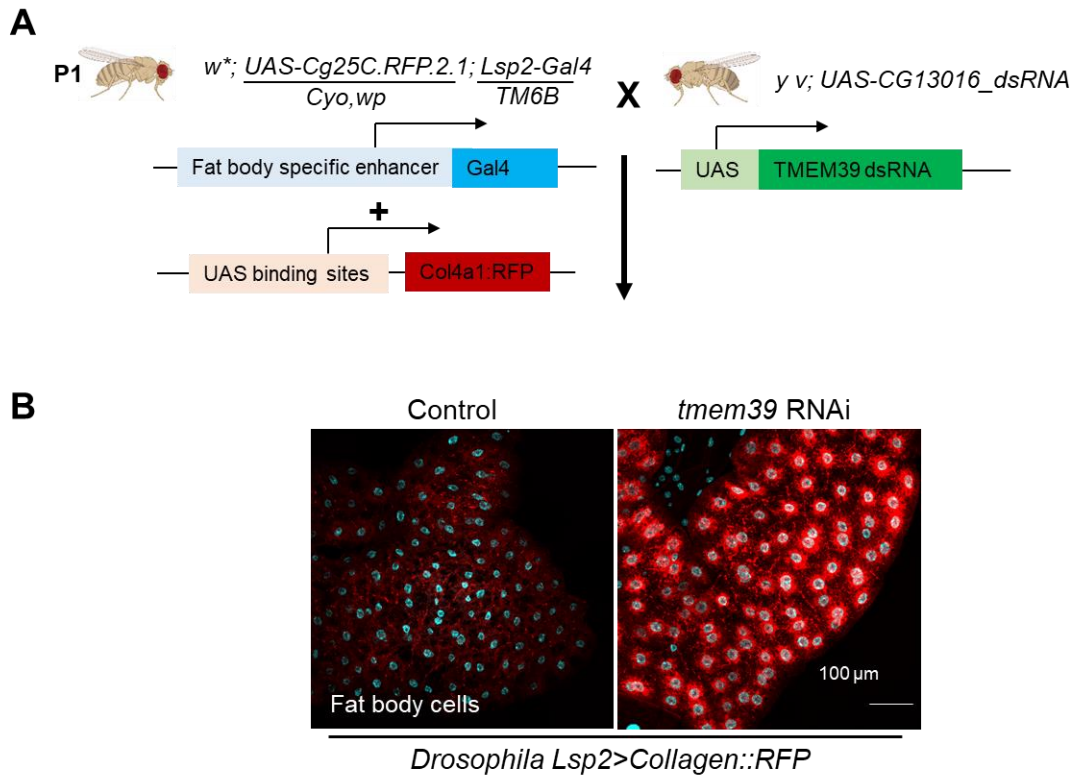 A
P1
w*; UAS-Cg25C.RFP.2.1; Lsp2-Gal4
Cyo,wp TM6B
X
y v; UAS-CG13016_dsRNA
Fat body specific enhancer Gal4
UAS TMEM39 dsRNA
+
UAS binding sites Col4a1:RFP
B
Control tmem39 RNAi
100 µm
Fat body cells
Drosophila Lsp2>Collagen::RFP